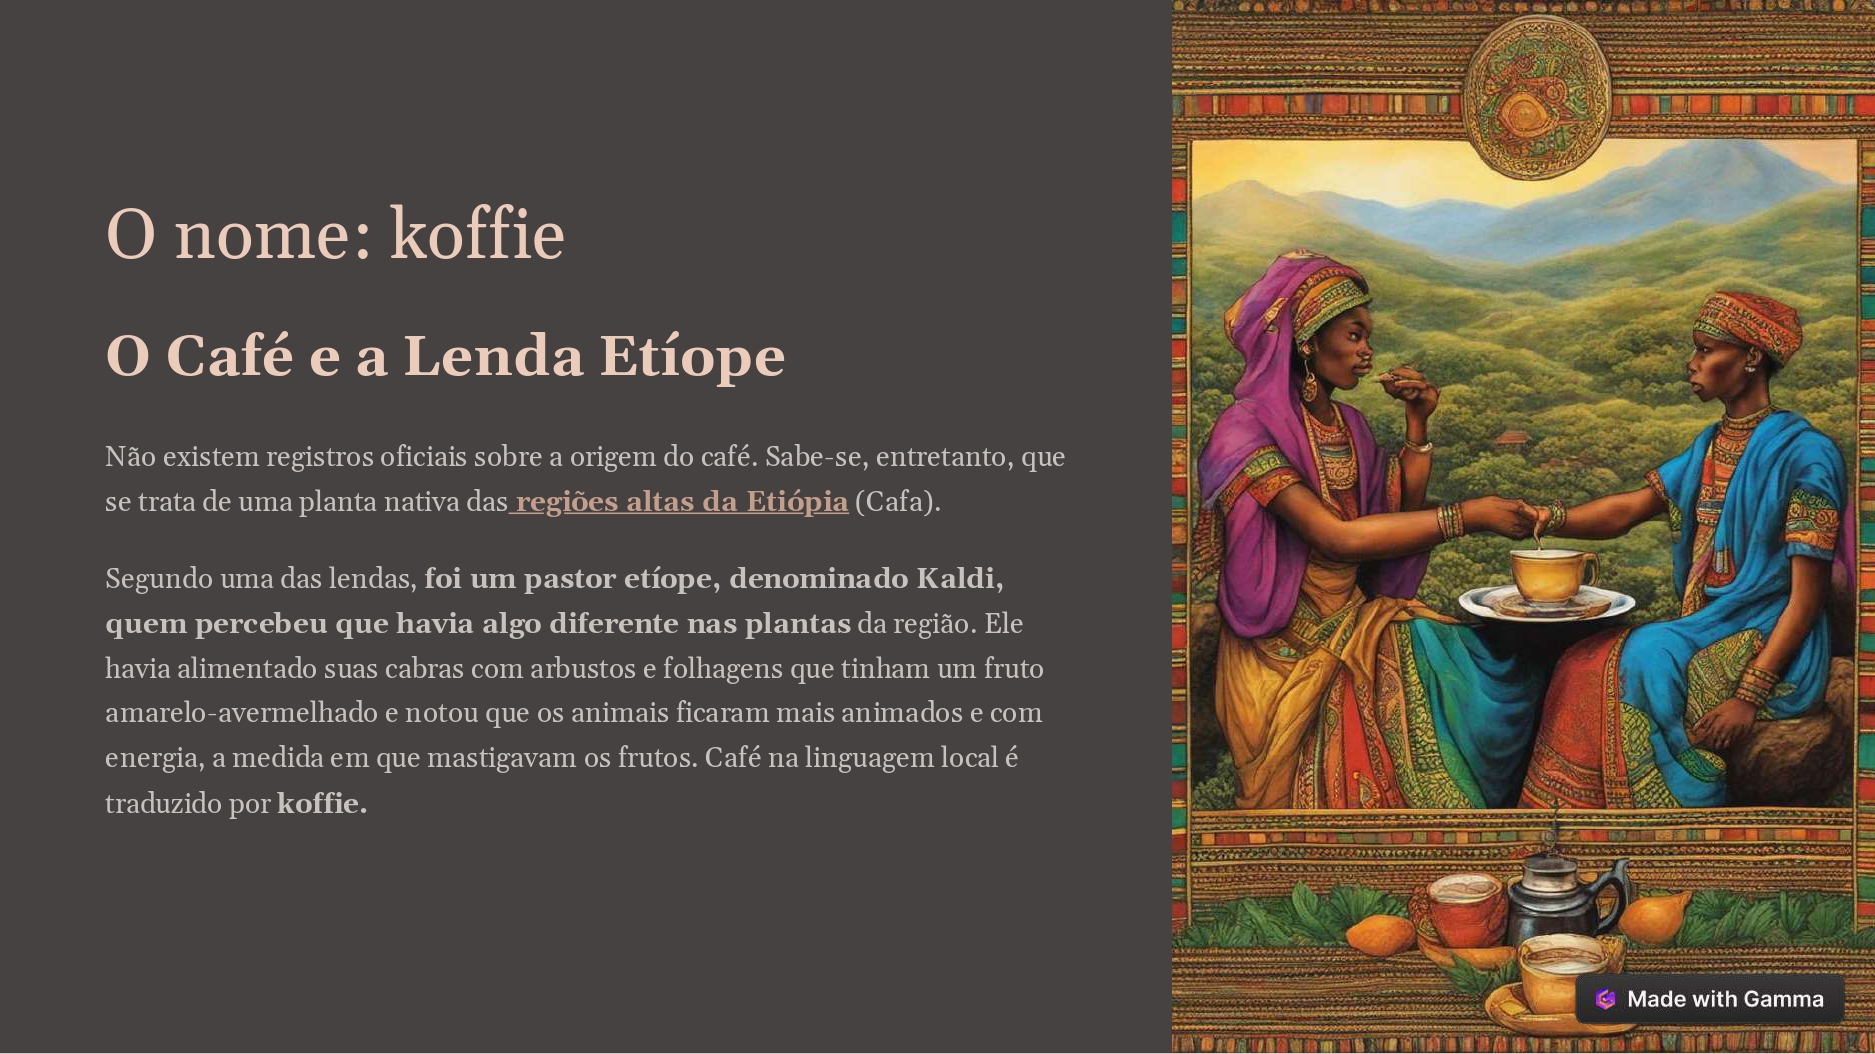 O nome: koffie
O Café e a Lenda Etíope
Não existem registros oficiais sobre a origem do café. Sabe-se, entretanto, que
se trata de uma planta nativa das regiões altas da Etiópia (Cafa).
Segundo uma das lendas, foi um pastor etíope, denominado Kaldi,
quem percebeu que havia algo diferente nas plantas da região. Ele
havia alimentado suas cabras com arbustos e folhagens que tinham um fruto
amarelo-avermelhado e notou que os animais ficaram mais animados e com
energia, a medida em que mastigavam os frutos. Café na linguagem local é
traduzido por koffie.
Made with Gamma